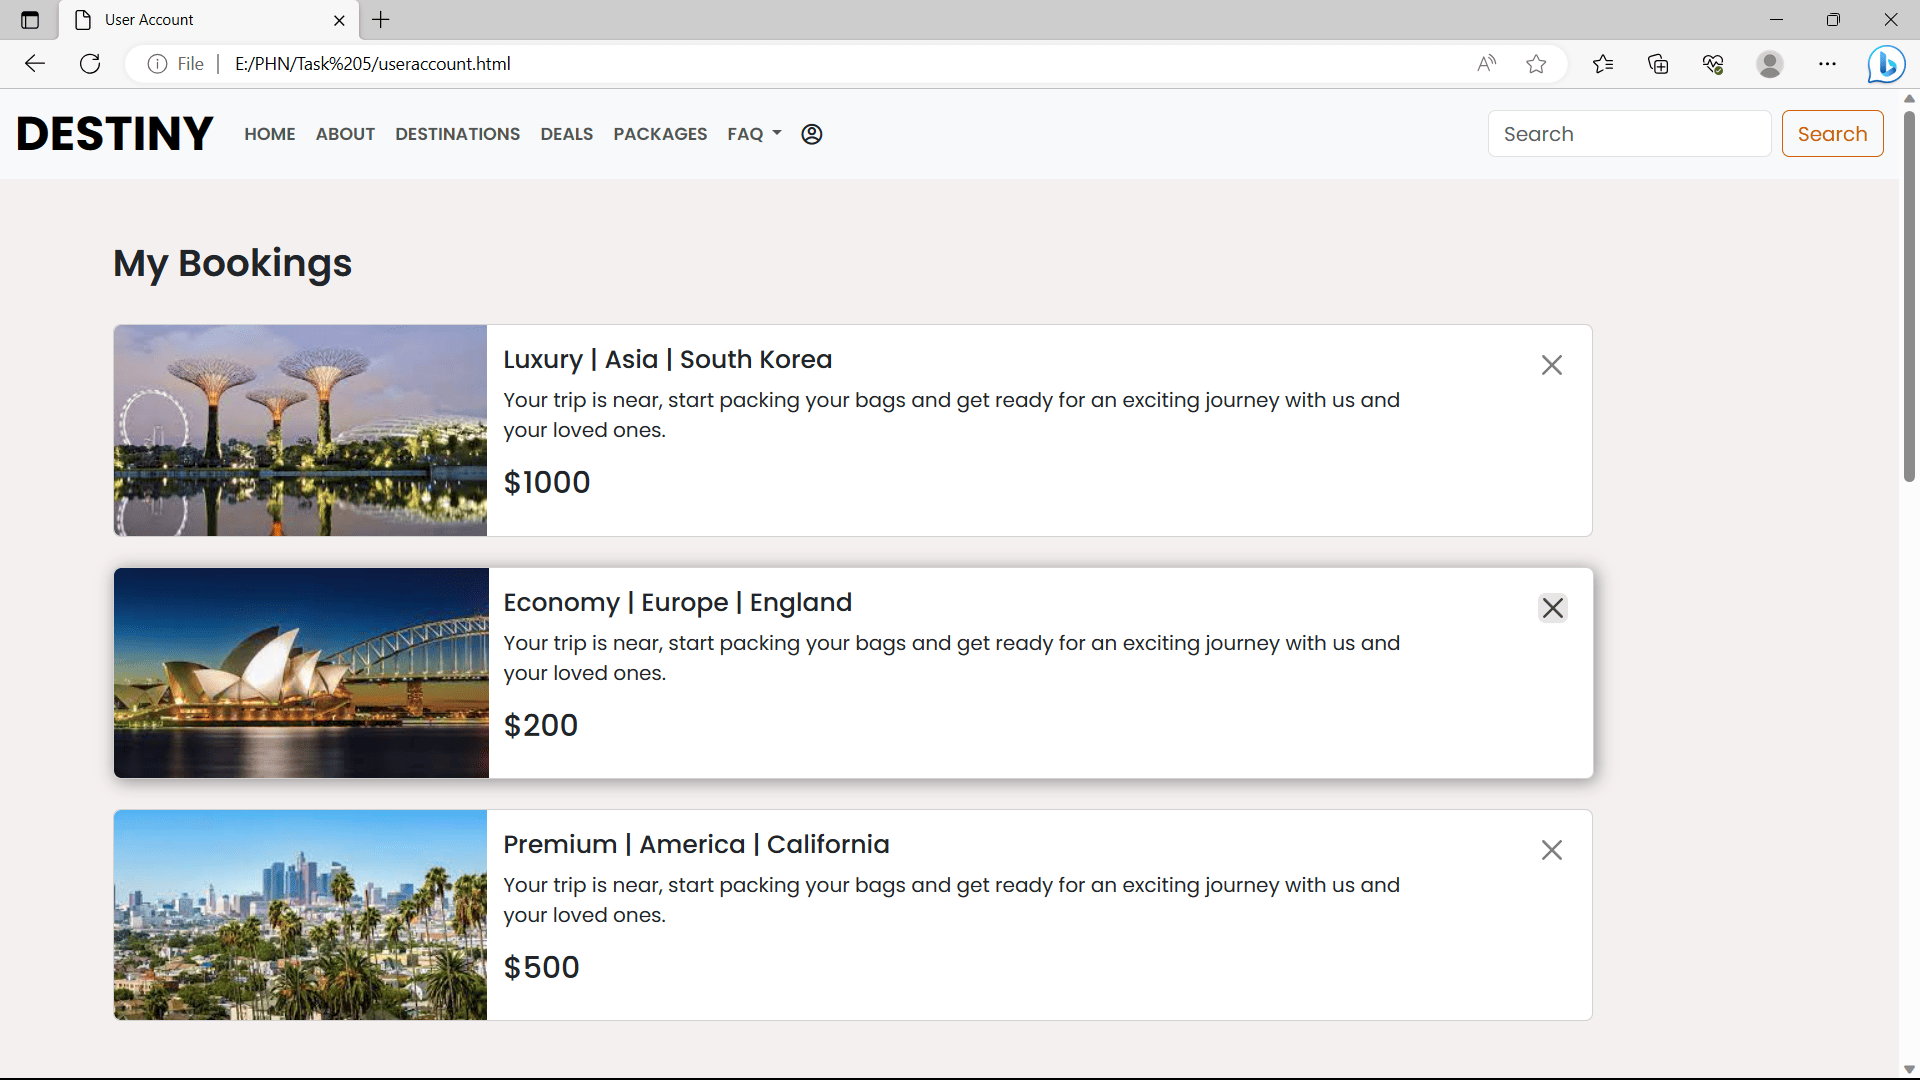 User Account
File
E:/PHN/Task%205/useraccount.html
DESTINY HOME ABOUT DESTINATIONS DEALS PACKAGES FAQ
Search
Search
My Bookings
Luxury | Asia | South Korea
Your trip is near, start packing your bags and get ready for an exciting journey with us and
your loved ones.
$1000
Economy | Europe | England
Your trip is near, start packing your bags and get ready for an exciting journey with us and
your loved ones.
$200
Premium | America | California
Your trip is near, start packing your bags and get ready for an exciting journey with us and
your loved ones.
$500